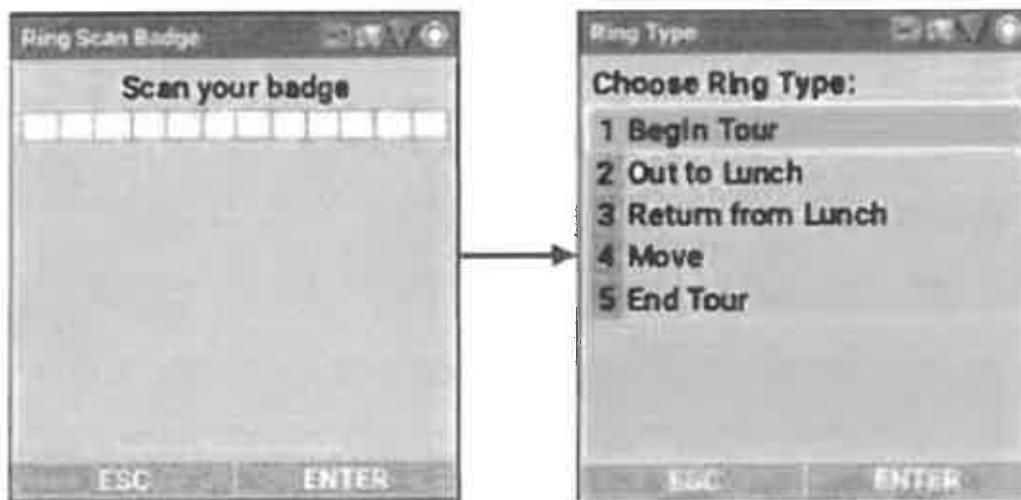 Ring Scan Badge
Scan your badge
ESC ENTER
Ring Type
Choose Ring Type:
1 Begin Tour
2 Out to Lunch
3 Return from Lunch
4 Move
5 End Tour
ESC ENTER